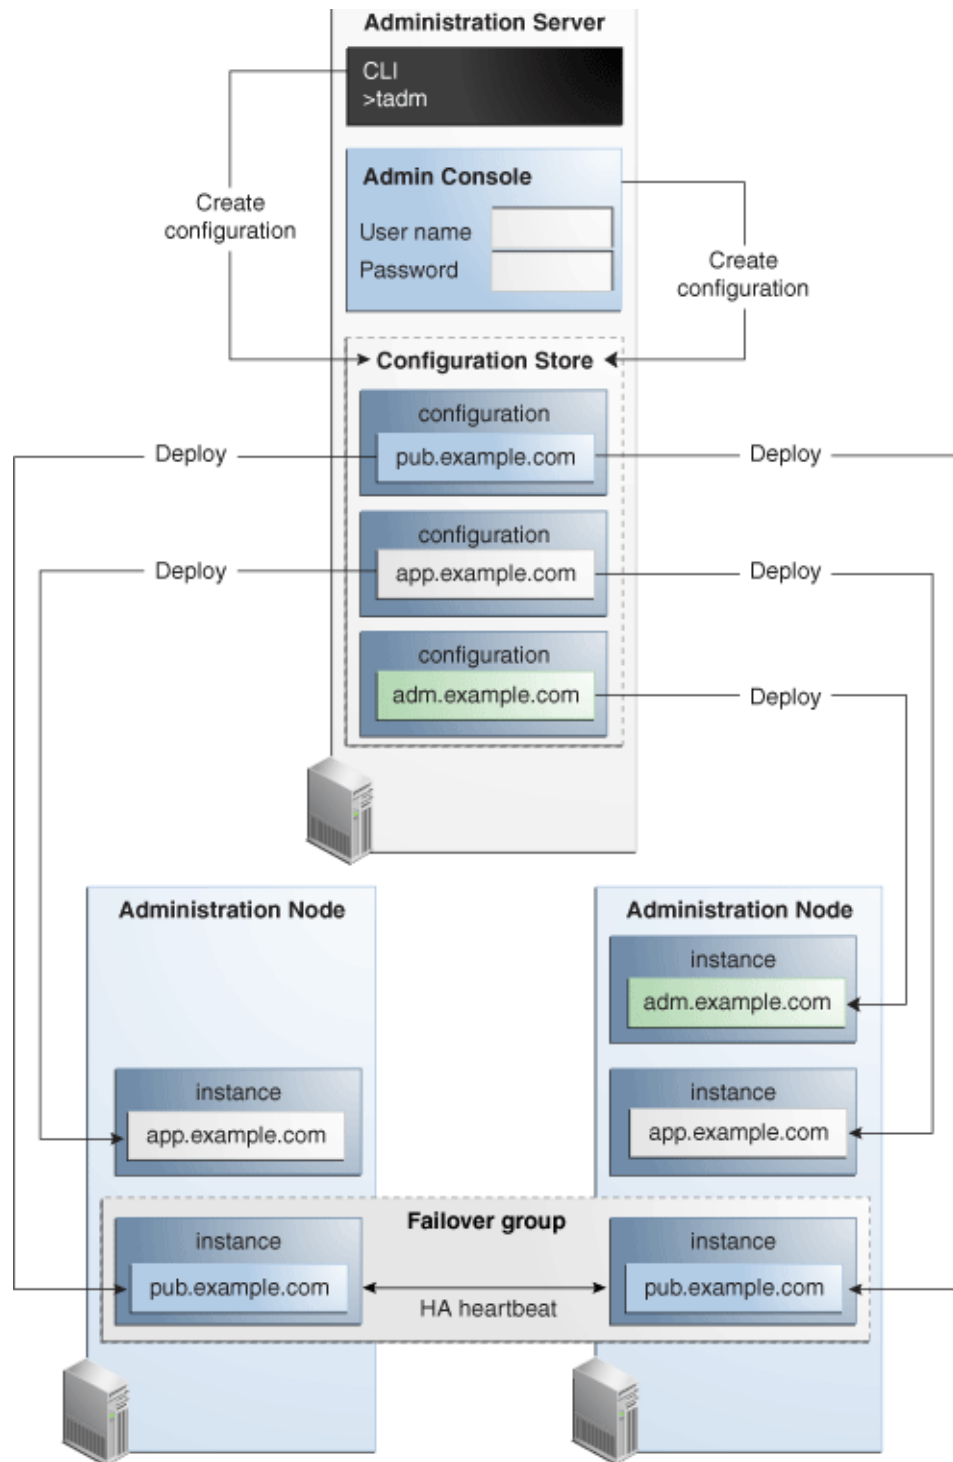 Administration Server
CLI
>tadm
Admin Console
User name
Password
Create
configuration
Create
configuration
Configuration Store
configuration
pub.example.com
Deploy
Deploy
configuration
app.example.com
Deploy
Deploy
configuration
adm.example.com
Deploy
Administration Node
Administration Node
instance
adm.example.com
instance
app.example.com
instance
app.example.com
Failover group
instance
pub.example.com
HA heartbeat
instance
pub.example.com